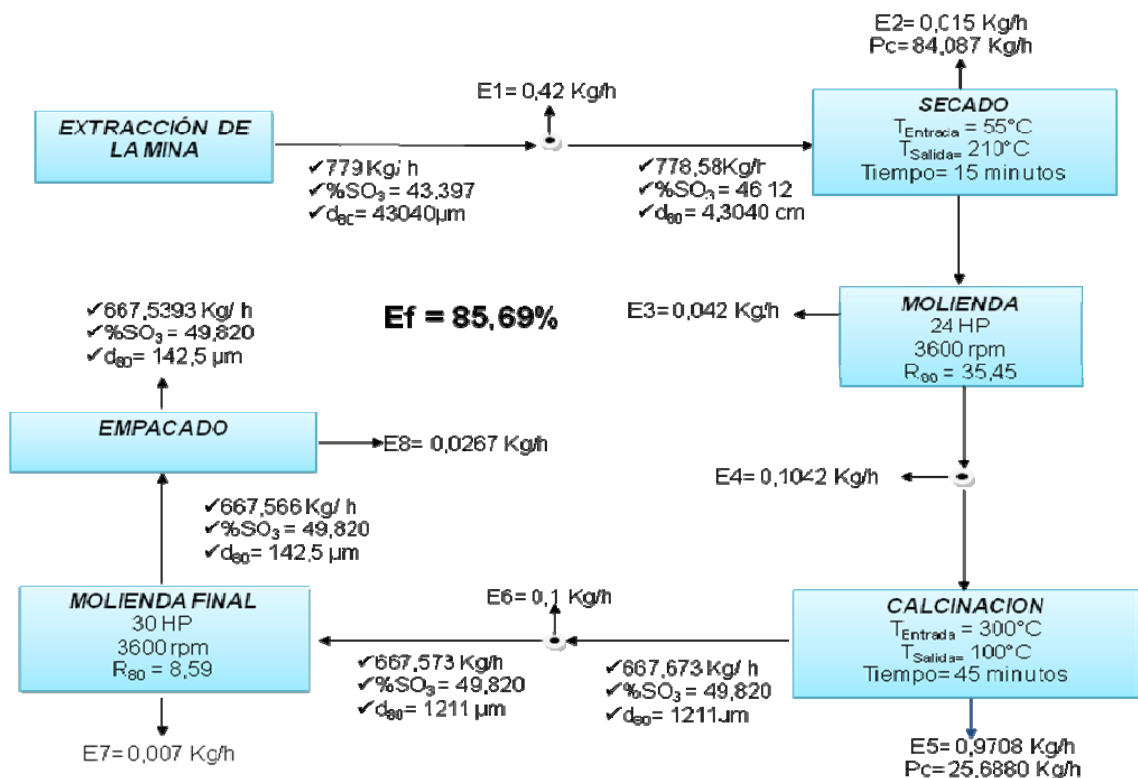 E2= 0,015 Kg/h
Pc= 84,087 Kg/h
E1= 0,42 Kg/h
EXTRACCIÓN DE
LA MINA
✓779 Kg/ h
✓%SO₃ = 43,397
✓d₈₀= 43040µm
✓778,58Kg/h
✓%SO₃ = 46 12
✓d₈₀= 4,3040 cm
SECADO
T Entrada = 55°C
T Salida= 210°C
Tiempo= 15 minutos
✓667,5393 Kg/ h
✓%SO₃ = 49,820
✓d₈₀= 142,5 µm
Ef = 85,69%
E3= 0,042 Kg/h
MOLIENDA
24 HP
3600 rpm
R₈₀ = 35,45
EMPACADO
E8= 0,0267 Kg/h
E4= 0,1042 Kg/h
✓667,566 Kg/ h
✓%SO₃ = 49,820
✓d₈₀= 142,5 µm
MOLIENDA FINAL
30 HP
3600 rpm
R₈₀ = 8,59
E6= 0,1 Kg/h
CALCINACION
T Entrada = 300°C
T Salida= 100°C
Tiempo= 45 minutos
✓667,573 Kg/h
✓%SO₃ = 49,820
✓d₈₀= 1211 µm
✓667,673 Kg/ h
✓%SO₃ = 49,820
✓d₈₀= 1211µm
E7= 0,007 Kg/h
E5= 0,9708 Kg/h
Pc= 25,6880 Kg/h